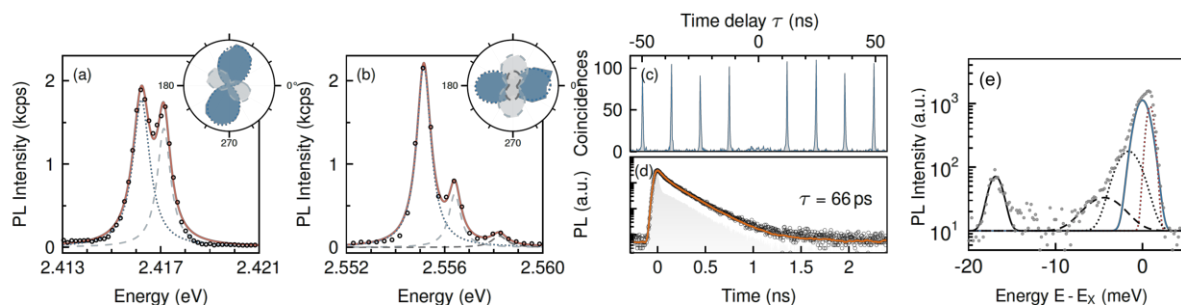 (a)
PL Intensity (kcps)
2
1
0
2.413
2.417
2.421
Energy (eV)
180
0°
270
(b)
PL Intensity (kcps)
2
1
0
2.552
2.556
2.560
Energy (eV)
180
0°
270
Time delay τ (ns)
-50
0
50
(c)
Coincidences
100
50
0
(d)
PL (a.u.)
τ = 66 ps
0
0.5
1
1.5
2
Time (ns)
(e)
PL Intensity (a.u.)
10³
10²
10¹
-20
-10
0
Energy E - Eₓ (meV)